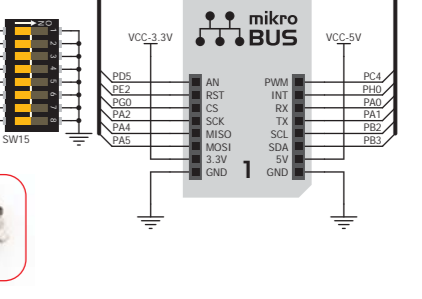 ON
1
2
3
4
5
6
7
8
SW15
mikro
BUS
VCC-3.3V
VCC-5V
PD5 AN PWM PC4
PE2 RST INT PH0
PG0 CS RX PA0
PA2 SCK TX PA1
PA4 MISO SCL PB2
PA5 MOSI SDA PB3
3.3V 5V
GND 1 GND